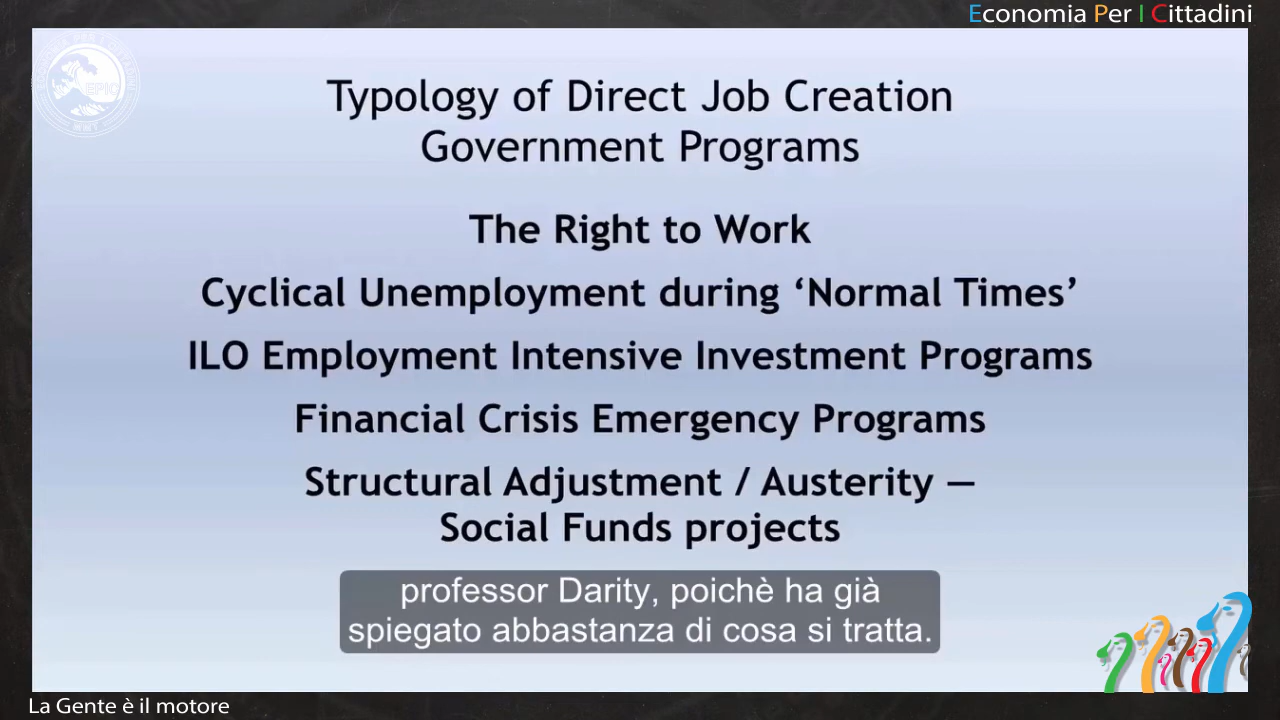 Economia Per I Cittadini
EPIC
NEWS
Typology of Direct Job Creation
Government Programs
The Right to Work
Cyclical Unemployment during ‘Normal Times’
ILO Employment Intensive Investment Programs
Financial Crisis Emergency Programs
Structural Adjustment / Austerity —
Social Funds projects
professor Darity, poichè ha già
spiegato abbastanza di cosa si tratta.
La Gente è il motore